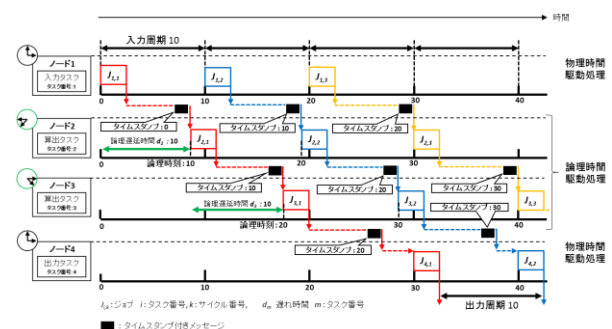 時間
入力周期 10
ノード1
入力タスク
タスク番号:1
J1,1
J1,2
J1,3
物理時間
駆動処理
0
10
20
30
40
ノード2
算出タスク
タスク番号:2
タイムスタンプ:0
タイムスタンプ:10
タイムスタンプ:20
論理遅延時間 d2 : 10
J2,1
J2,2
J2,3
0
論理時刻:10
20
30
40
論理時間
駆動処理
ノード3
算出タスク
タスク番号:3
タイムスタンプ:10
タイムスタンプ:20
タイムスタンプ:30
論理遅延時間 d3 : 10
J3,1
J3,2
J3,3
0
10
論理時刻:20
30
40
ノード4
出力タスク
タスク番号:4
タイムスタンプ:20
タイムスタンプ:30
J4,1
J4,2
物理時間
駆動処理
0
10
20
30
40
出力周期 10
Ji,k:ジョブ i:タスク番号, k:サイクル番号, dm 遅れ時間 m:タスク番号
:タイムスタンプ付きメッセージ